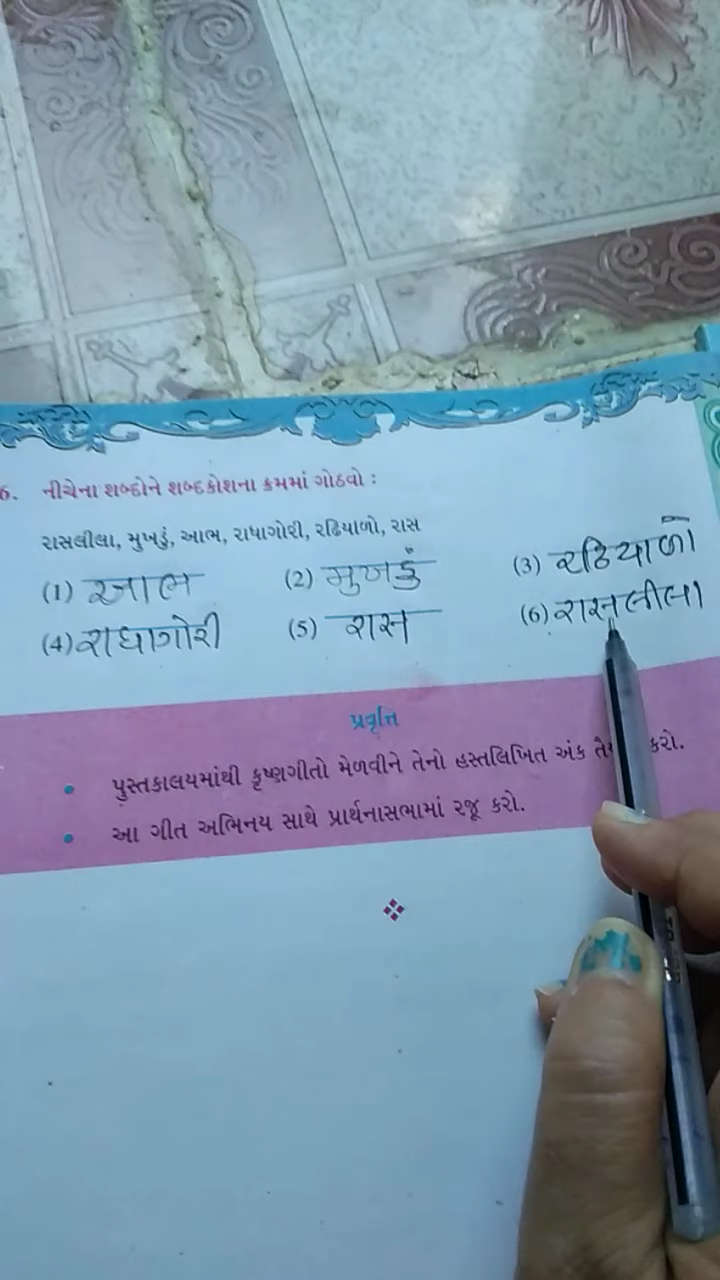 6. નીચેના શબ્દોને શબ્દકોશના ક્રમમાં ગોઠવો :
રાસલીલા, મુખડું, આભ, રાધાગોરી, રઢિયાળો, રાસ
(1) આભ (2) મુખડું (3) રઢિયાળો
(4) રાધાગોરી (5) રાસ (6) રાસલીલા
પ્રવૃત્તિ
• પુસ્તકાલયમાંથી કૃષ્ણગીતો મેળવીને તેનો હસ્તલિખિત અંક કરો.
• આ ગીત અભિનય સાથે પ્રાર્થનાસભામાં રજૂ કરો.